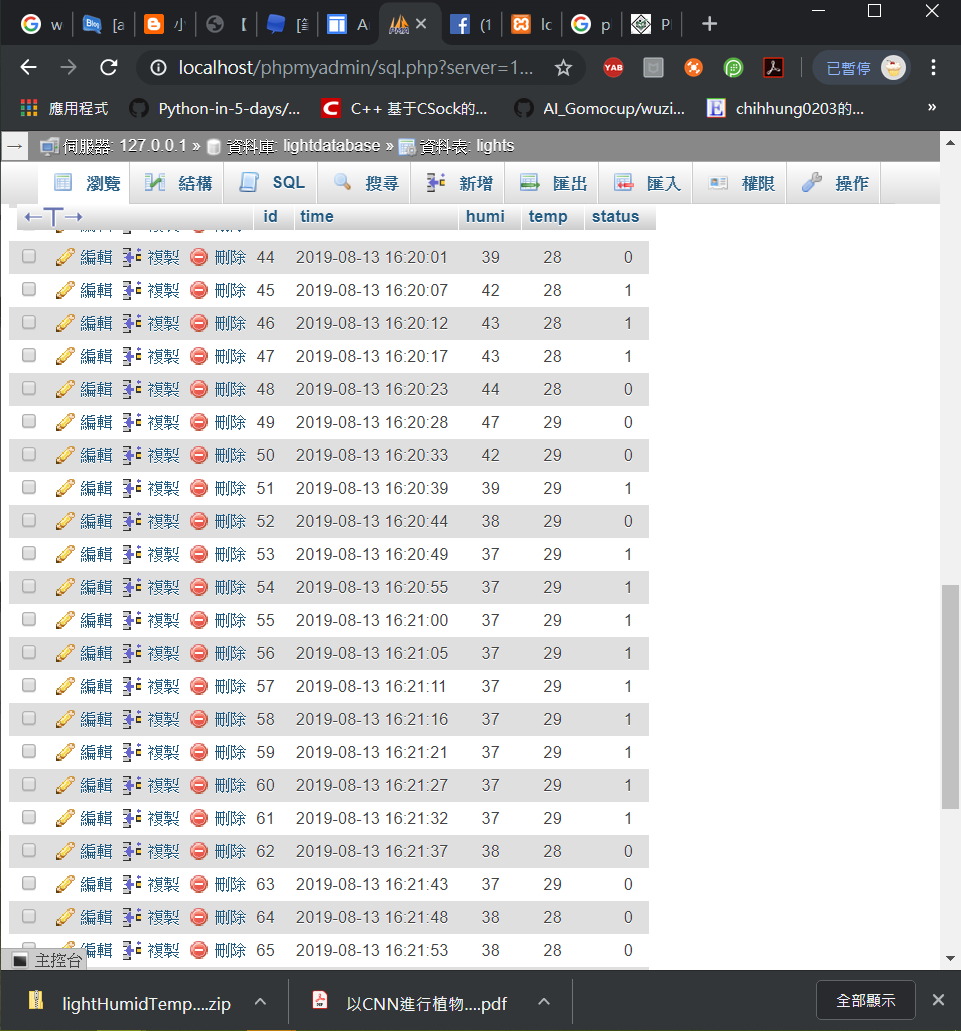 w [a 小 【 [針 A (1 lc p Pl
localhost/phpmyadmin/sql.php?server=1... YAB 已暫停
應用程式 Python-in-5-days/... C++ 基于CSock的... AI_Gomocup/wuzi... chihhung0203的... »
伺服器: 127.0.0.1 » 資料庫: lightdatabase » 資料表: lights
瀏覽 結構 SQL 搜尋 新增 匯出 匯入 權限 操作
←T→ id time humi temp status
編輯 複製 刪除 44 2019-08-13 16:20:01 39 28 0
編輯 複製 刪除 45 2019-08-13 16:20:07 42 28 1
編輯 複製 刪除 46 2019-08-13 16:20:12 43 28 1
編輯 複製 刪除 47 2019-08-13 16:20:17 43 28 1
編輯 複製 刪除 48 2019-08-13 16:20:23 44 28 0
編輯 複製 刪除 49 2019-08-13 16:20:28 47 29 0
編輯 複製 刪除 50 2019-08-13 16:20:33 42 29 0
編輯 複製 刪除 51 2019-08-13 16:20:39 39 29 1
編輯 複製 刪除 52 2019-08-13 16:20:44 38 29 0
編輯 複製 刪除 53 2019-08-13 16:20:49 37 29 1
編輯 複製 刪除 54 2019-08-13 16:20:55 37 29 1
編輯 複製 刪除 55 2019-08-13 16:21:00 37 29 1
編輯 複製 刪除 56 2019-08-13 16:21:05 37 29 1
編輯 複製 刪除 57 2019-08-13 16:21:11 37 29 1
編輯 複製 刪除 58 2019-08-13 16:21:16 37 29 1
編輯 複製 刪除 59 2019-08-13 16:21:21 37 29 1
編輯 複製 刪除 60 2019-08-13 16:21:27 37 29 1
編輯 複製 刪除 61 2019-08-13 16:21:32 37 29 1
編輯 複製 刪除 62 2019-08-13 16:21:37 38 28 0
編輯 複製 刪除 63 2019-08-13 16:21:43 37 29 0
編輯 複製 刪除 64 2019-08-13 16:21:48 38 28 0
編輯 複製 刪除 65 2019-08-13 16:21:53 38 28 0
主控台
lightHumidTemp....zip 以CNN進行植物....pdf 全部顯示